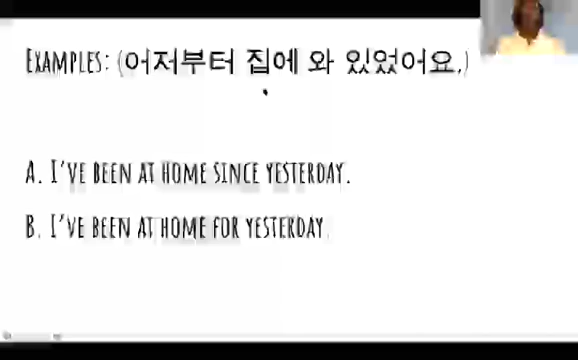 EXAMPLES: (어저부터 집에 와 있었어요.)
A. I'VE BEEN AT HOME SINCE YESTERDAY.
B. I'VE BEEN AT HOME FOR YESTERDAY